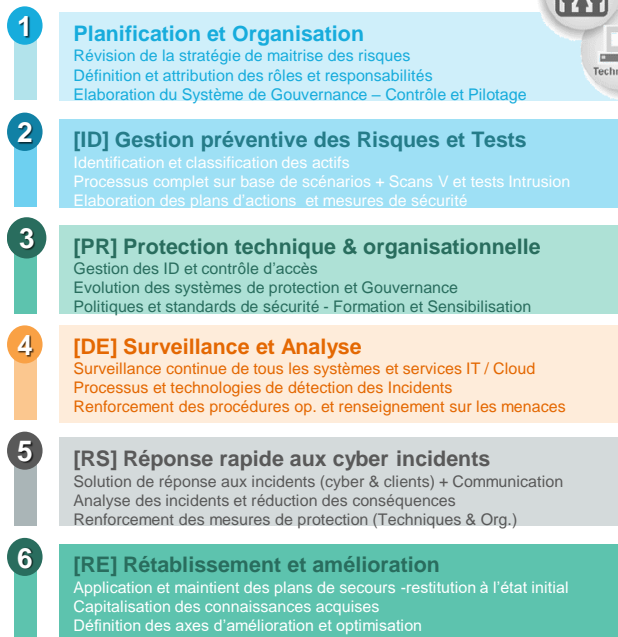 1
Planification et Organisation
Révision de la stratégie de maitrise des risques
Définition et attribution des rôles et responsabilités
Elaboration du Système de Gouvernance – Contrôle et Pilotage
Techn
2
[ID] Gestion préventive des Risques et Tests
Identification et classification des actifs
Processus complet sur base de scénarios + Scans V et tests Intrusion
Elaboration des plans d'actions et mesures de sécurité
3
[PR] Protection technique & organisationnelle
Gestion des ID et contrôle d'accès
Evolution des systèmes de protection et Gouvernance
Politiques et standards de sécurité - Formation et Sensibilisation
4
[DE] Surveillance et Analyse
Surveillance continue de tous les systèmes et services IT / Cloud
Processus et technologies de détection des Incidents
Renforcement des procédures op. et renseignement sur les menaces
5
[RS] Réponse rapide aux cyber incidents
Solution de réponse aux incidents (cyber & clients) + Communication
Analyse des incidents et réduction des conséquences
Renforcement des mesures de protection (Techniques & Org.)
6
[RE] Rétablissement et amélioration
Application et maintient des plans de secours -restitution à l'état initial
Capitalisation des connaissances acquises
Définition des axes d'amélioration et optimisation